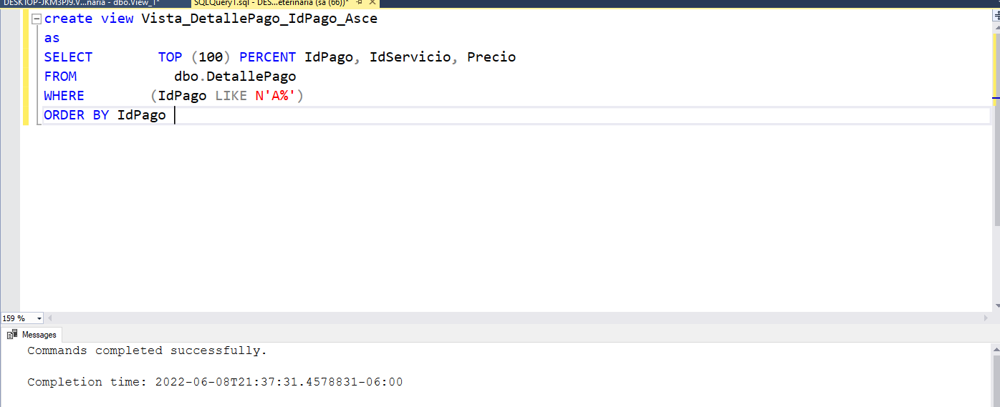 DESKTOP-JKM3PJ9.V...naria - dbo.View_1*
SQLQuery1.sql - DES...eterinaria (sa (66))*
create view Vista_DetallePago_IdPago_Asce
as
SELECT TOP (100) PERCENT IdPago, IdServicio, Precio
FROM dbo.DetallePago
WHERE (IdPago LIKE N'A%')
ORDER BY IdPago
159 %
Messages
Commands completed successfully.
Completion time: 2022-06-08T21:37:31.4578831-06:00